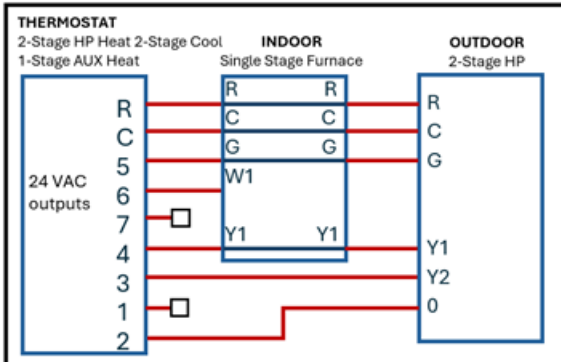 THERMOSTAT
2-Stage HP Heat 2-Stage Cool
1-Stage AUX Heat
INDOOR
Single Stage Furnace
OUTDOOR
2-Stage HP
24 VAC
outputs
R
C
5
6
7
4
3
1
2
R R
C C
G G
W1
Y1 Y1
R
C
G
Y1
Y2
0